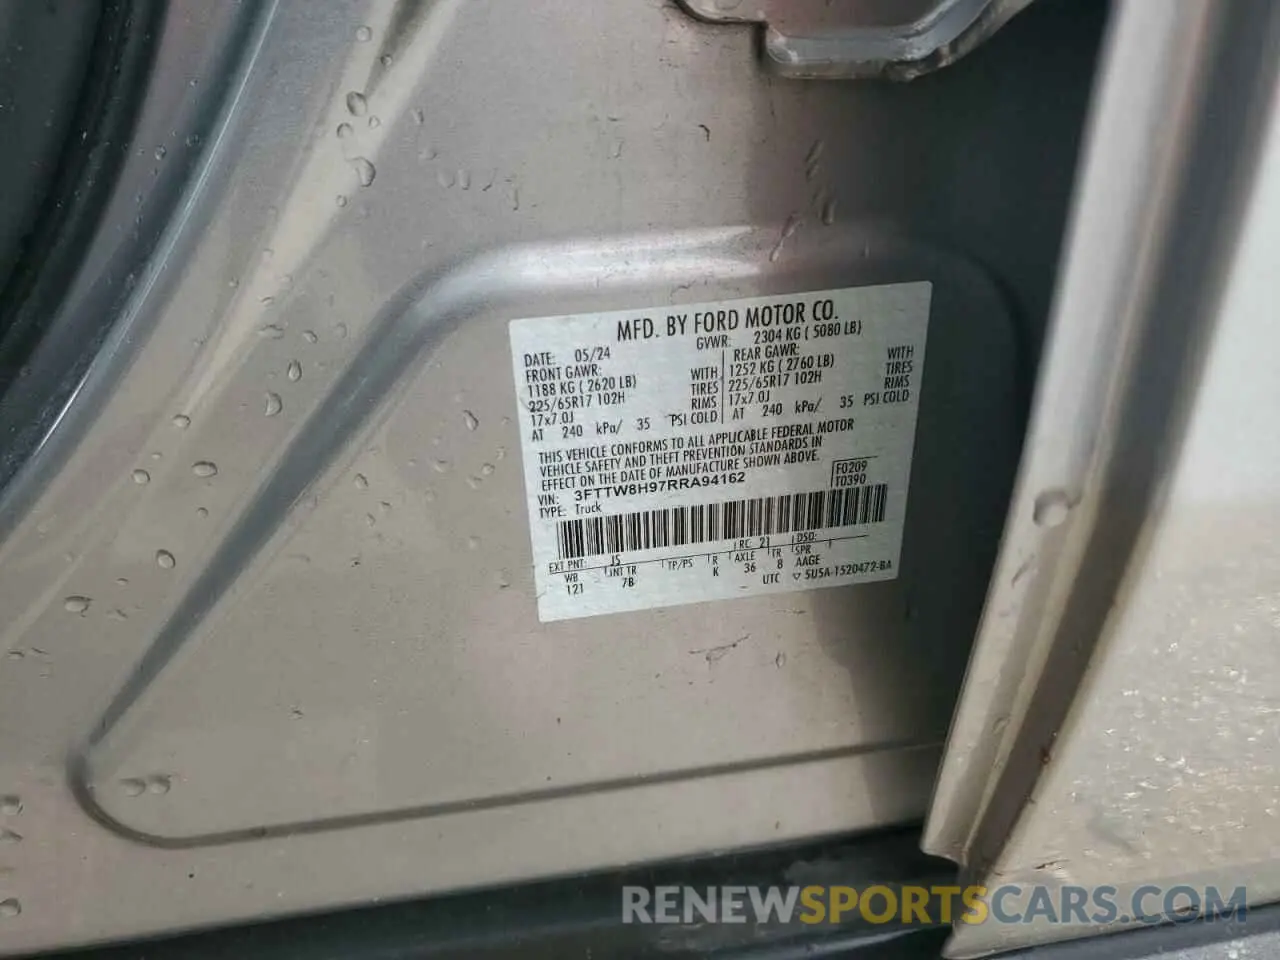 MFD. BY FORD MOTOR CO.
DATE: 05/24 GVWR: 2304 KG ( 5080 LB)
FRONT GAWR: REAR GAWR:
1188 KG ( 2620 LB) WITH 1252 KG ( 2760 LB) WITH
225/65R17 102H TIRES 225/65R17 102H TIRES
17x7.0J RIMS 17x7.0J RIMS
AT 240 kPa/ 35 PSI COLD AT 240 kPa/ 35 PSI COLD
THIS VEHICLE CONFORMS TO ALL APPLICABLE FEDERAL MOTOR
VEHICLE SAFETY AND THEFT PREVENTION STANDARDS IN
EFFECT ON THE DATE OF MANUFACTURE SHOWN ABOVE.
VIN: 3FTTW8H97RRA94162 F0209
TYPE: Truck T0390
EXT PNT: J5 RC: 21 DSO:
WB INT TR TP/PS R AXLE TR SPR
121 7B K 36 8 AAGE
UTC ▽ 5U5A-1520472-BA
RENEWSPORTSCARS.COM